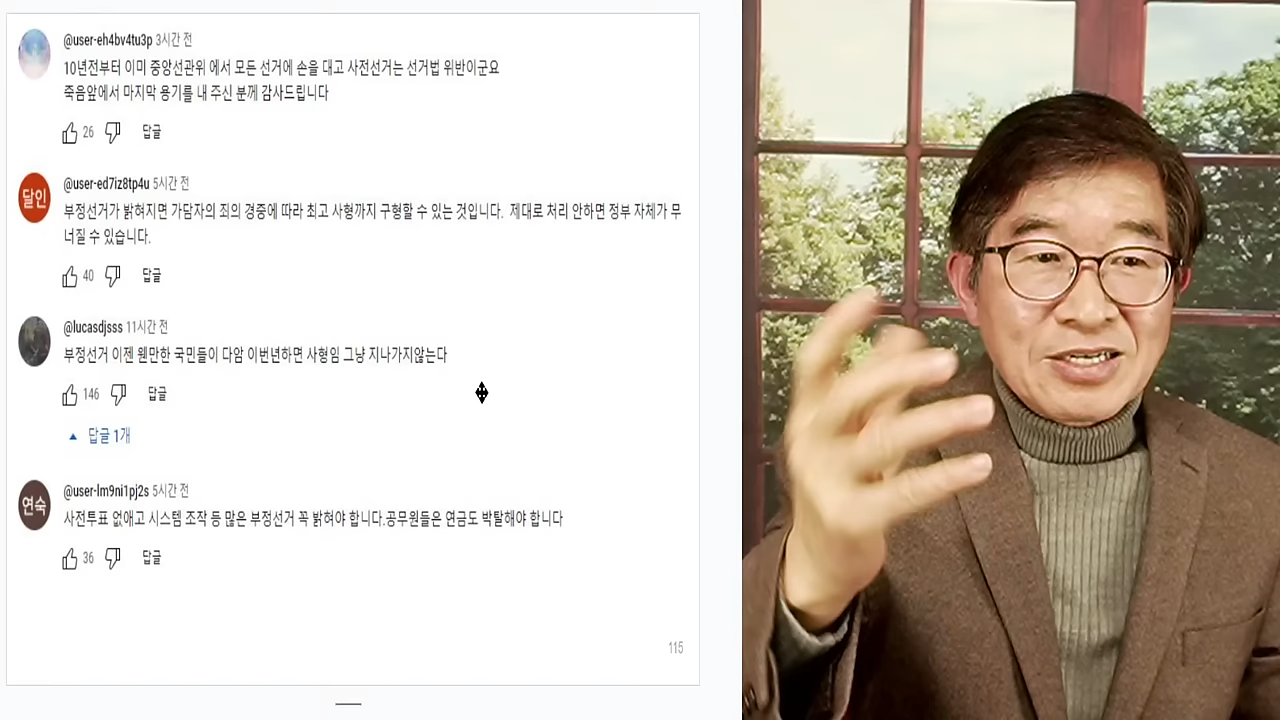 @user-eh4bv4tu3p 3시간 전
10년전부터 이미 중앙선관위 에서 모든 선거에 손을 대고 사전선거는 선거법 위반이군요
죽음앞에서 마지막 용기를 내 주신 분께 감사드립니다
26 답글
달인
@user-ed7iz8tp4u 5시간 전
부정선거가 밝혀지면 가담자의 죄의 경중에 따라 최고 사형까지 구형할 수 있는 것입니다. 제대로 처리 안하면 정부 자체가 무
너질 수 있습니다.
40 답글
@lucasdjsss 11시간 전
부정선거 이젠 웬만한 국민들이 다암 이번년하면 사형임 그냥 지나가지않는다
146 답글
답글 1개
연숙
@user-lm9ni1pj2s 5시간 전
사전투표 없애고 시스템 조작 등 많은 부정선거 꼭 밝혀야 합니다.공무원들은 연금도 박탈해야 합니다
36 답글
115